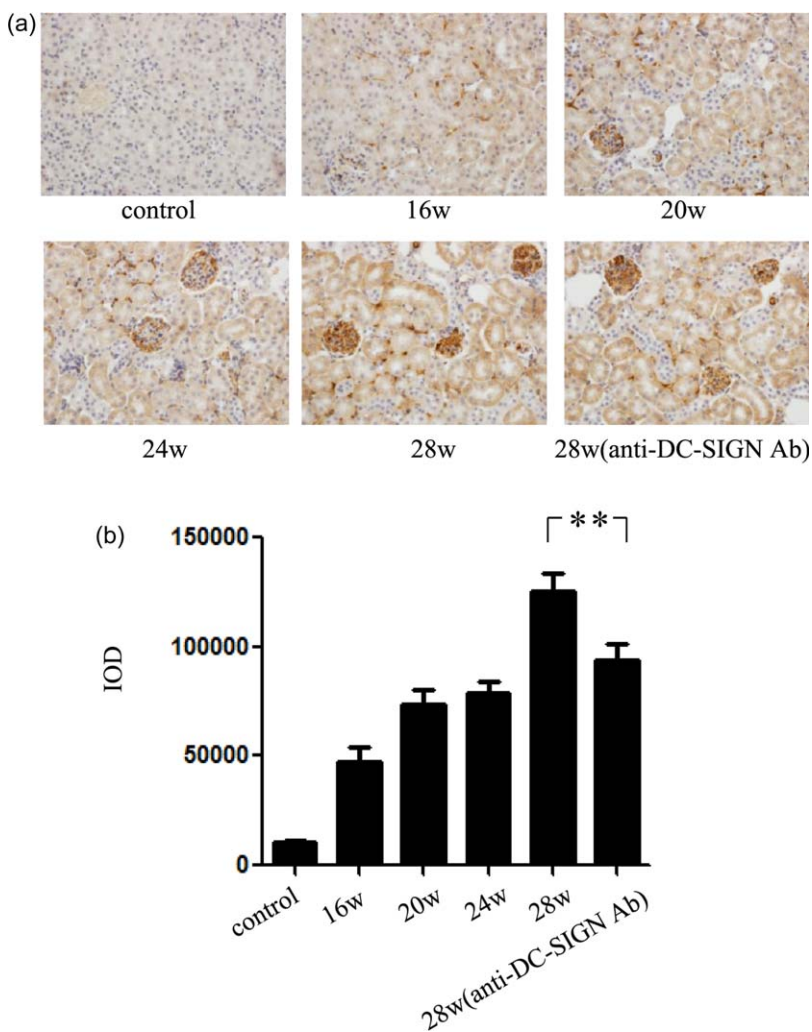 (a)
control 16w 20w
24w 28w 28w(anti-DC-SIGN Ab)
(b)
**
150000
100000
50000
0
IOD
control 16w 20w 24w 28w 28w(anti-DC-SIGN Ab)